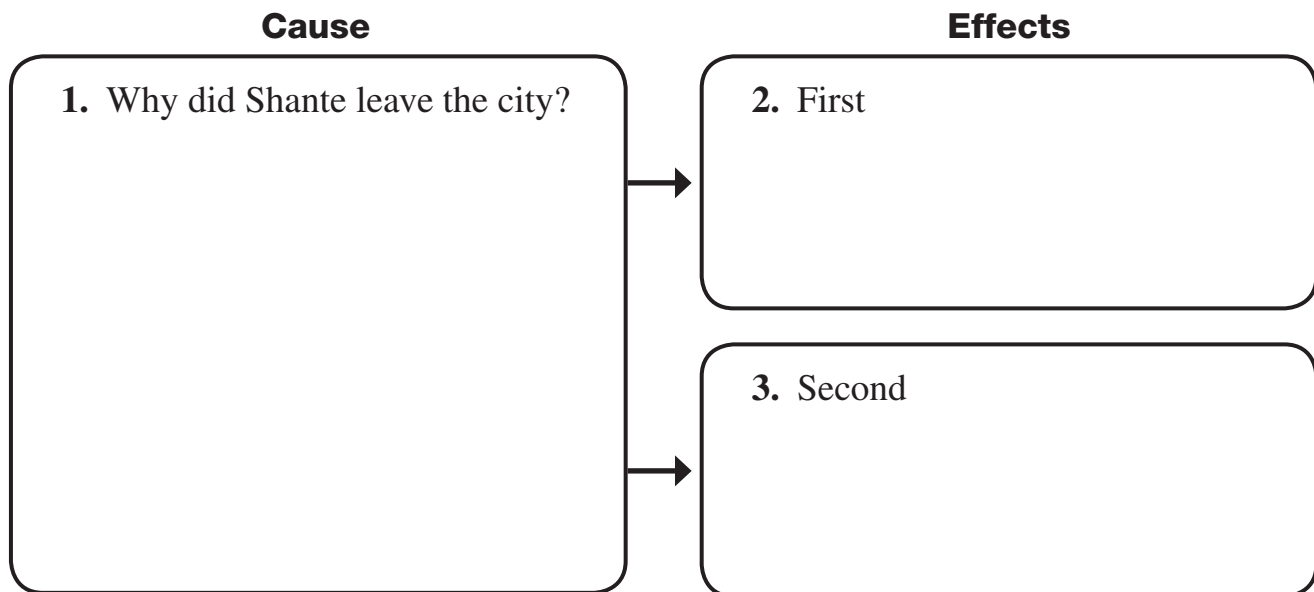 Cause
Effects
1. Why did Shante leave the city?
2. First
3. Second